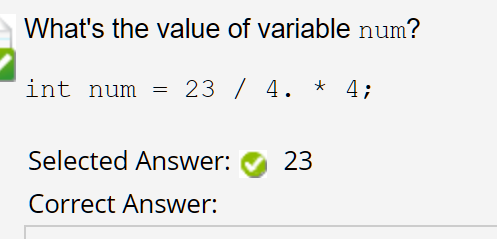 What's the value of variable num?
int num = 23 / 4. * 4;
Selected Answer: 23
Correct Answer: